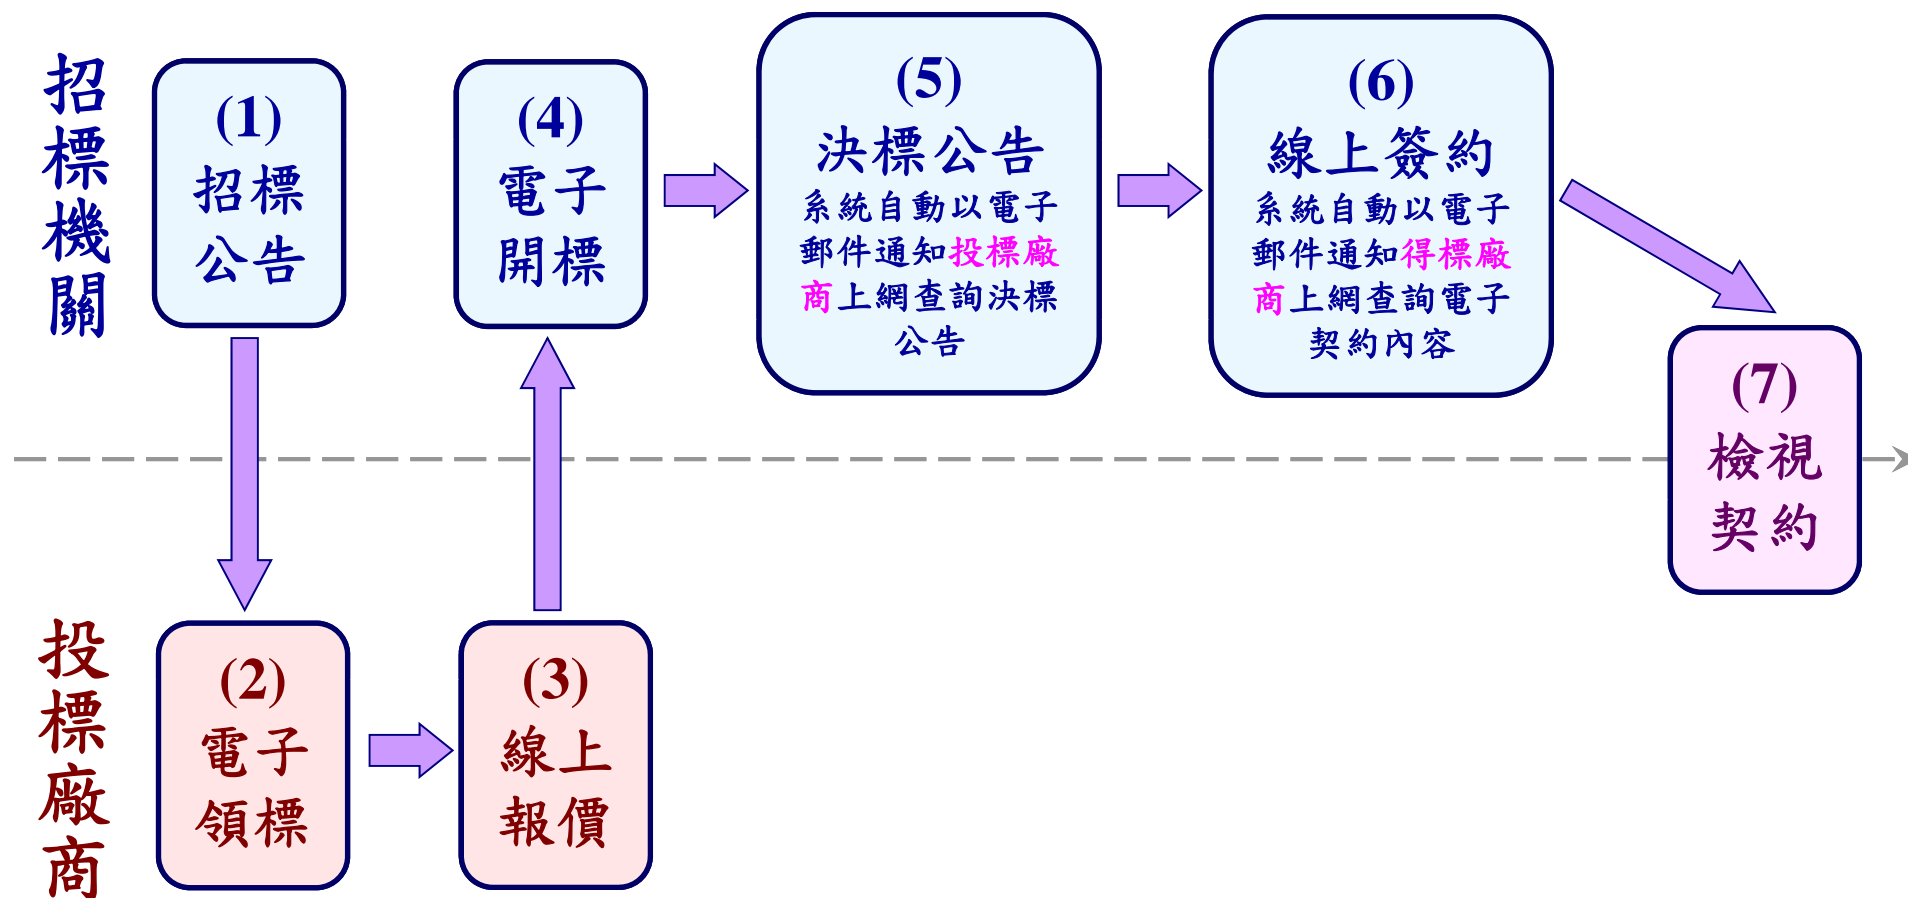 招標機關
(1)
招標
公告
(4)
電子
開標
(5)
決標公告
系統自動以電子
郵件通知投標廠
商上網查詢決標
公告
(6)
線上簽約
系統自動以電子
郵件通知得標廠
商上網查詢電子
契約內容
(7)
檢視
契約
投標廠商
(2)
電子
領標
(3)
線上
報價